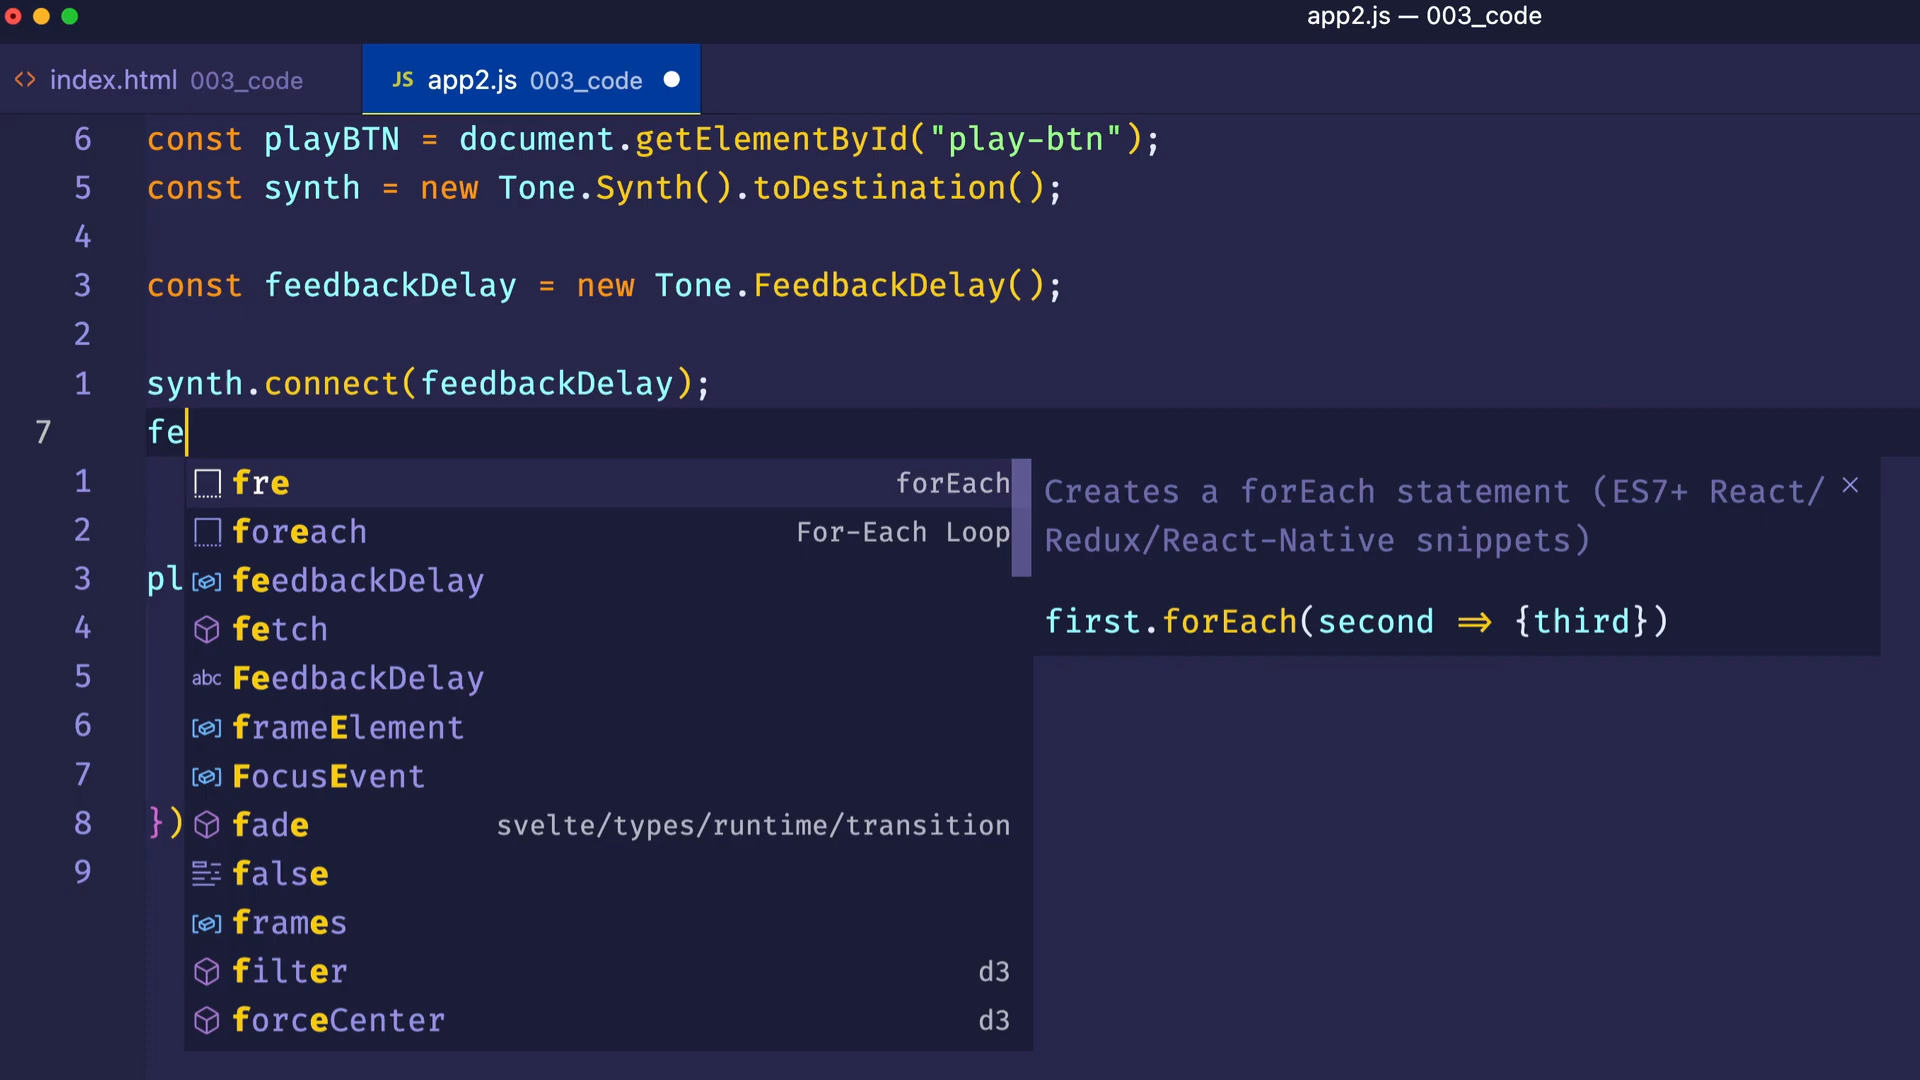 app2.js — 003_code
index.html 003_code
JS app2.js 003_code
6 const playBTN = document.getElementById("play-btn");
5 const synth = new Tone.Synth().toDestination();
4
3 const feedbackDelay = new Tone.FeedbackDelay();
2
1 synth.connect(feedbackDelay);
7 fe
1 fre forEach
2 foreach For-Each Loop
3 pl feedbackDelay
4 fetch
5 abc FeedbackDelay
6 frameElement
7 FocusEvent
8 }) fade svelte/types/runtime/transition
9 false
frames
filter d3
forceCenter d3
Creates a forEach statement (ES7+ React/
Redux/React-Native snippets)
first.forEach(second => {third})